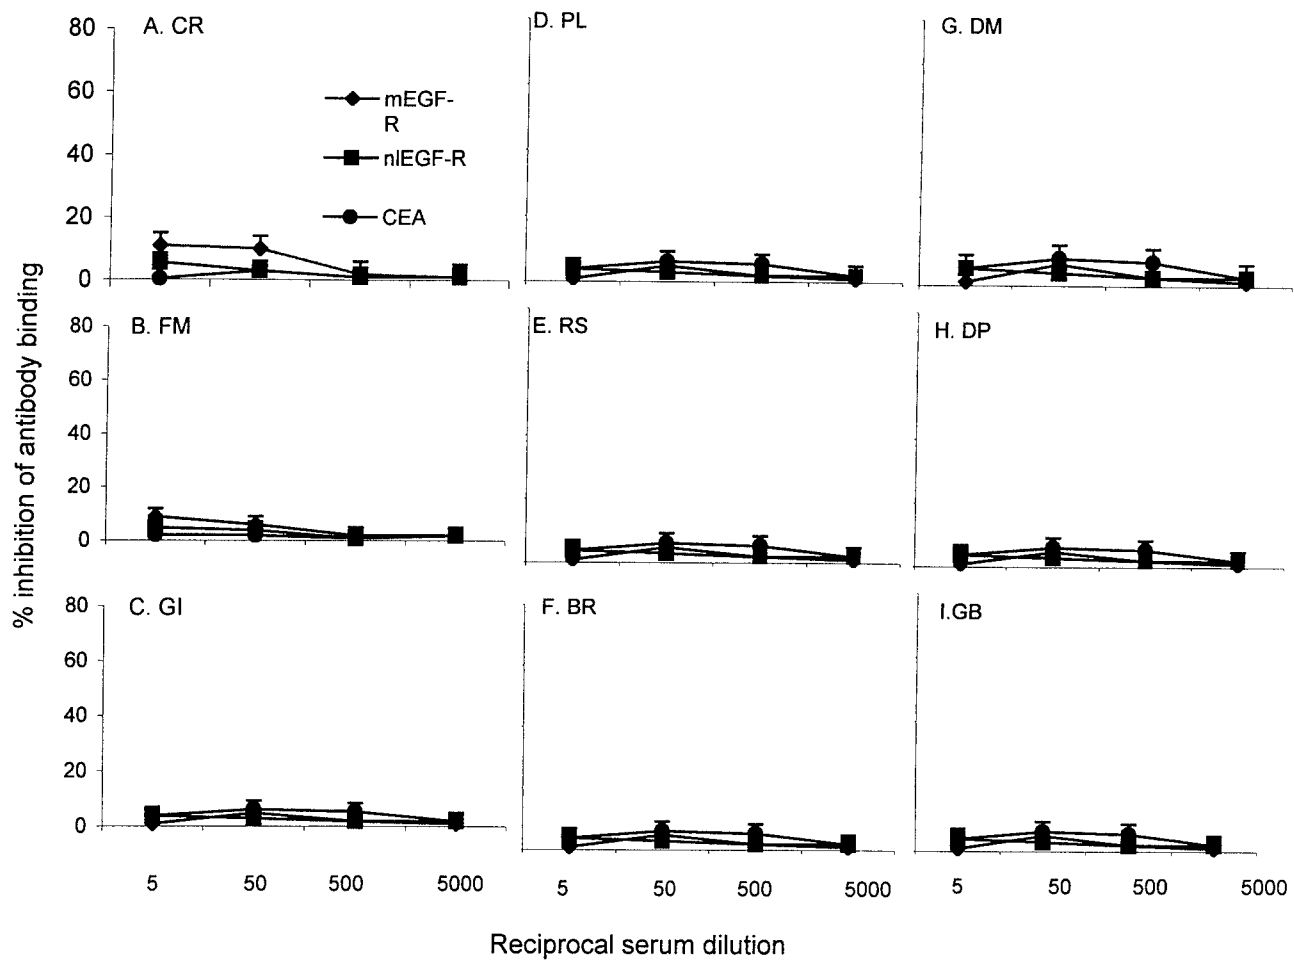 A. CR
D. PL
G. DM
80
60
40
20
0
mEGF-
R
nlEGF-R
CEA
B. FM
E. RS
H. DP
80
60
40
20
0
C. GI
F. BR
I.GB
80
60
40
20
0
5 50 500 5000
5 50 500 5000
5 50 500 5000
% inhibition of antibody binding
Reciprocal serum dilution